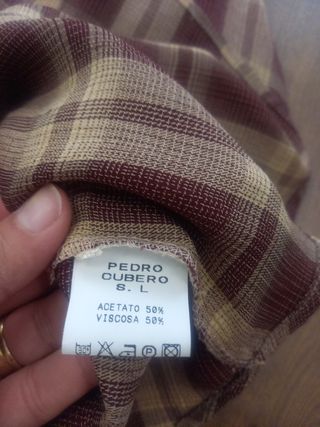 PEDRO
CUBERO
S. L
ACETATO 50%
VISCOSA 50%